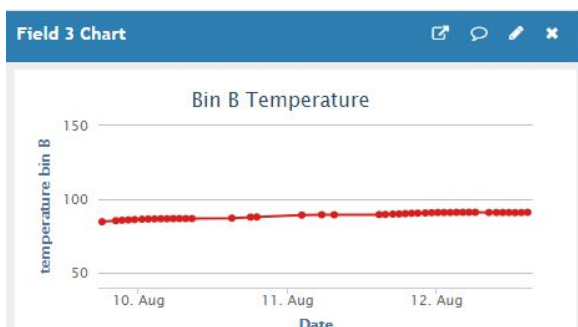 Field 3 Chart
Bin B Temperature
temperature bin B
150
100
50
10. Aug
11. Aug
12. Aug
Date